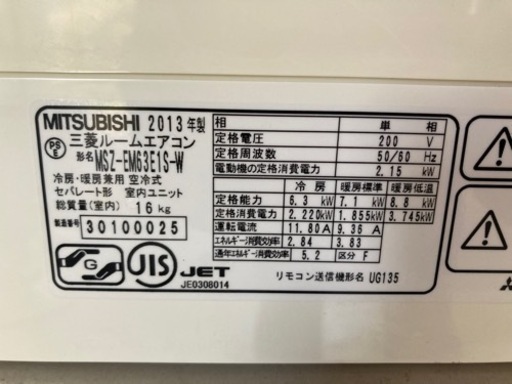 MITSUBISHI 2013年製
PS E 三菱ルームエアコン
形名 MSZ-EM63E1S-W
冷房・暖房兼用 空冷式
セパレート形 室内ユニット
総質量(室内) 16kg
製造番号 30100025
G JIS JET
JE0308014
相 単相
定格電圧 200 V
定格周波数 50/60 Hz
電動機の定格消費電力 2.15 kW
冷房 暖房標準 暖房低温
定格能力 6.3 kW 7.1 kW 8.8 kW
定格消費電力 2.220kW 1.855kW 3.745kW
運転電流 11.80A 9.36A
エネルギー消費効率 2.84 3.83
通年エネルギー消費効率 5.2 区分 F
リモコン送信機形名 UG135